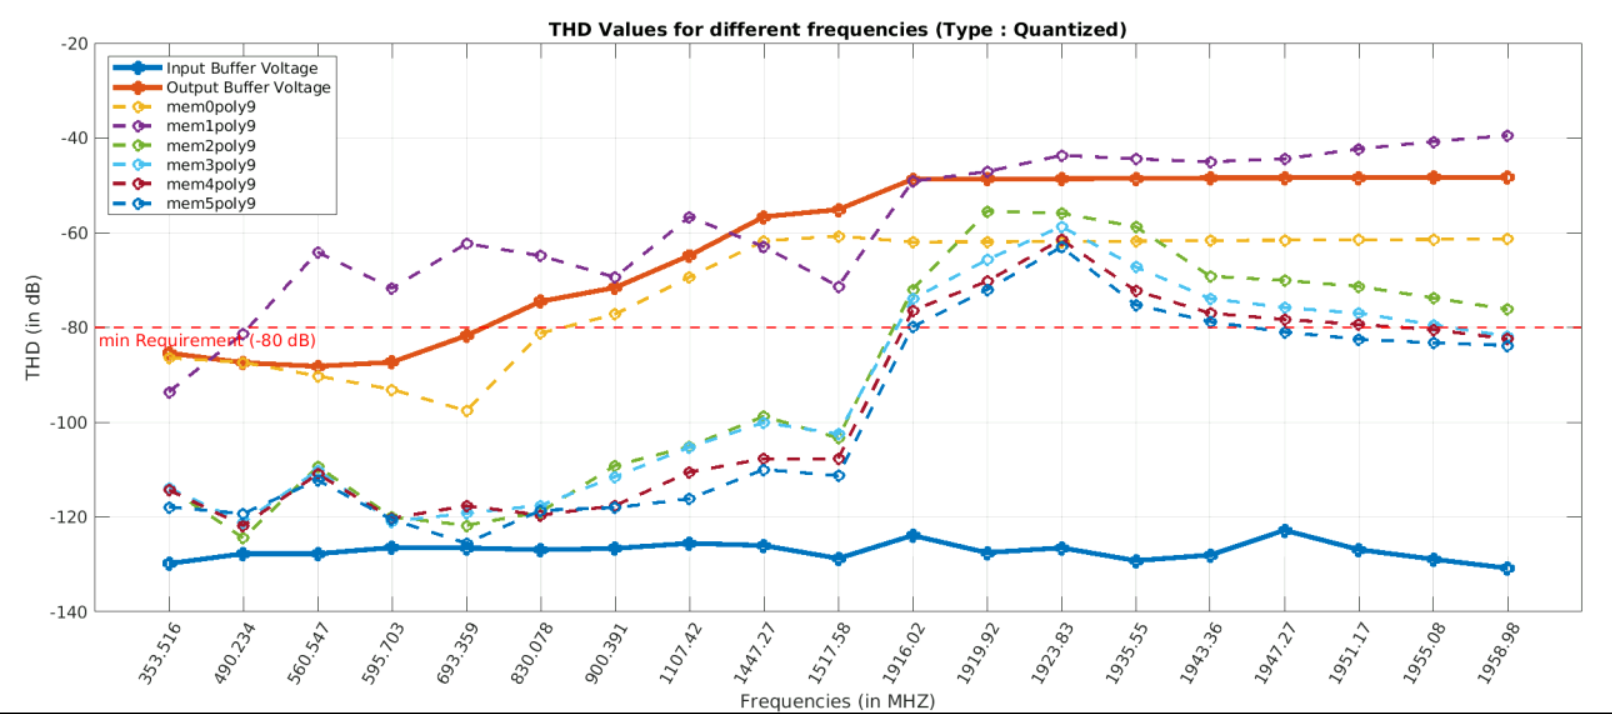 THD Values for different frequencies (Type : Quantized)
-20
-40
-60
-80
-100
-120
-140
THD (in dB)
Input Buffer Voltage
Output Buffer Voltage
mem0poly9
mem1poly9
mem2poly9
mem3poly9
mem4poly9
mem5poly9
min Requirement (-80 dB)
353.516
490.234
560.547
595.703
693.359
830.078
900.391
1107.42
1447.27
1517.58
1916.02
1919.92
1923.83
1935.55
1943.36
1947.27
1951.17
1955.08
1958.98
Frequencies (in MHZ)